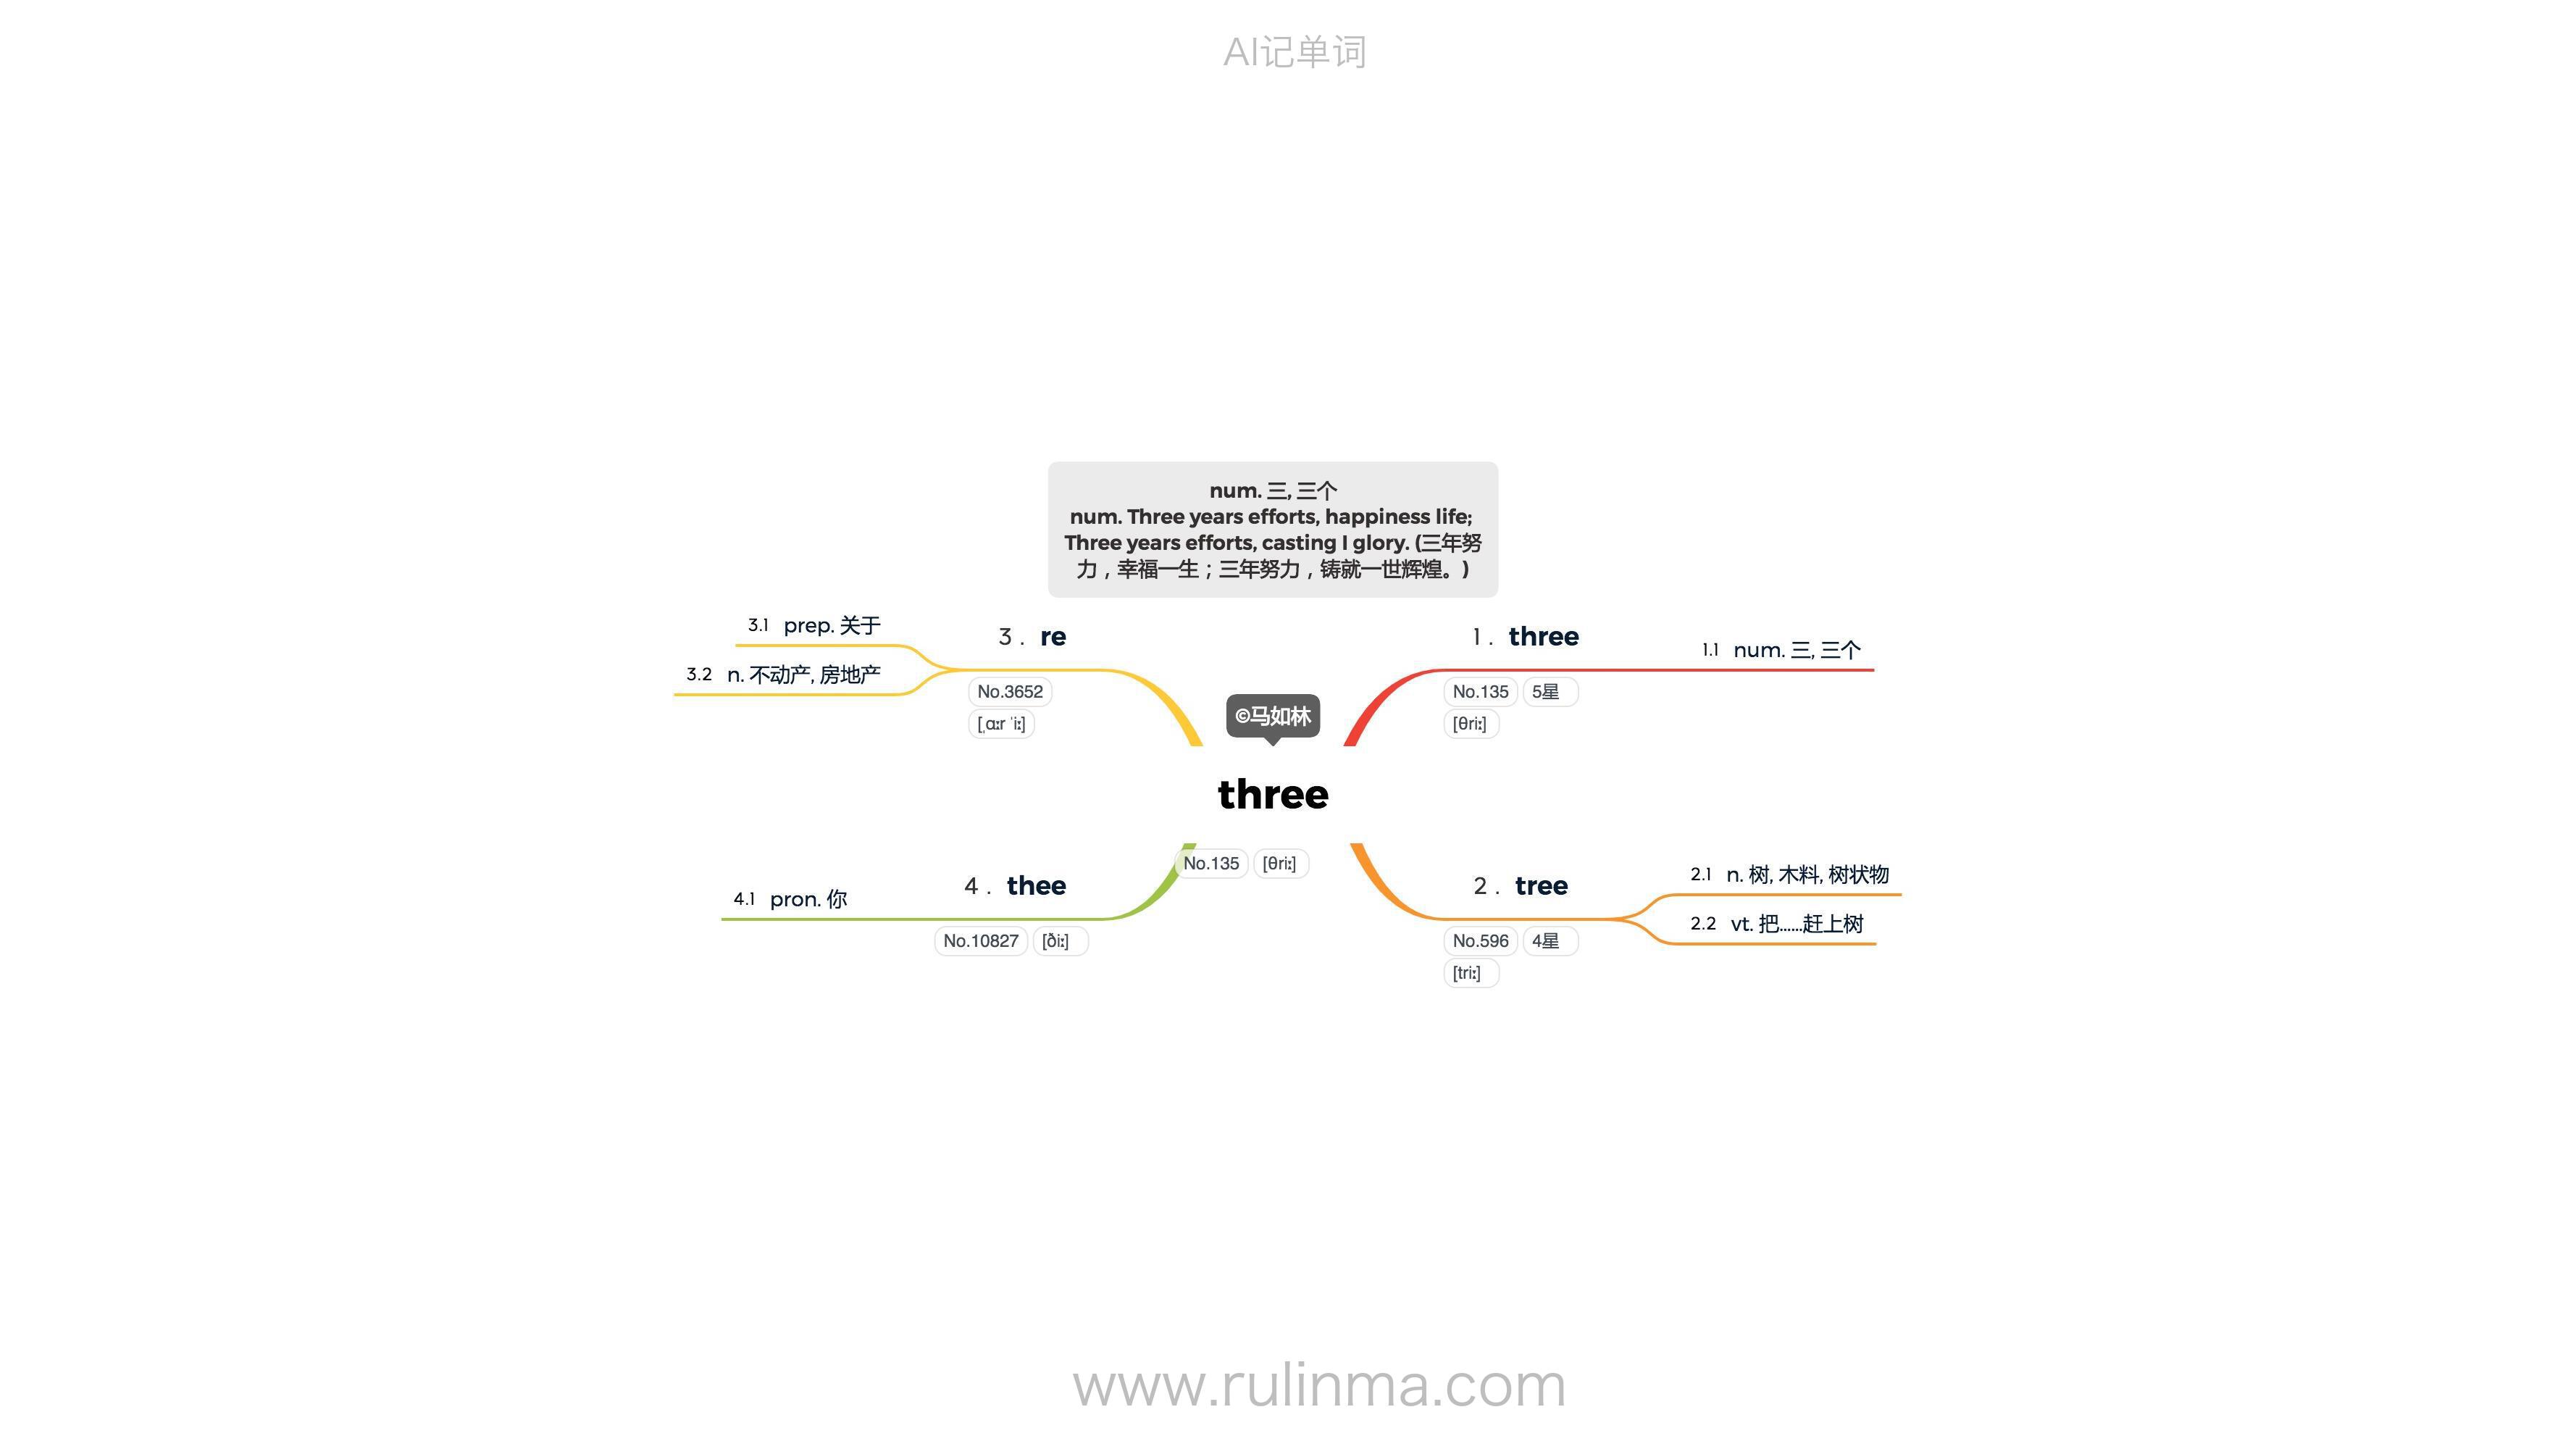 AI记单词
num. 三, 三个
num. Three years efforts, happiness life;
Three years efforts, casting I glory. (三年努
力，幸福一生；三年努力，铸就一世辉煌。)
3 . re
3.1 prep. 关于
3.2 n. 不动产, 房地产
No.3652
[ˌɑːr ˈiː]
1 . three
1.1 num. 三, 三个
No.135 5星
[θriː]
©马如林
three
No.135 [θriː]
4 . thee
4.1 pron. 你
No.10827 [ðiː]
2 . tree
2.1 n. 树, 木料, 树状物
2.2 vt. 把......赶上树
No.596 4星
[triː]
www.rulinma.com